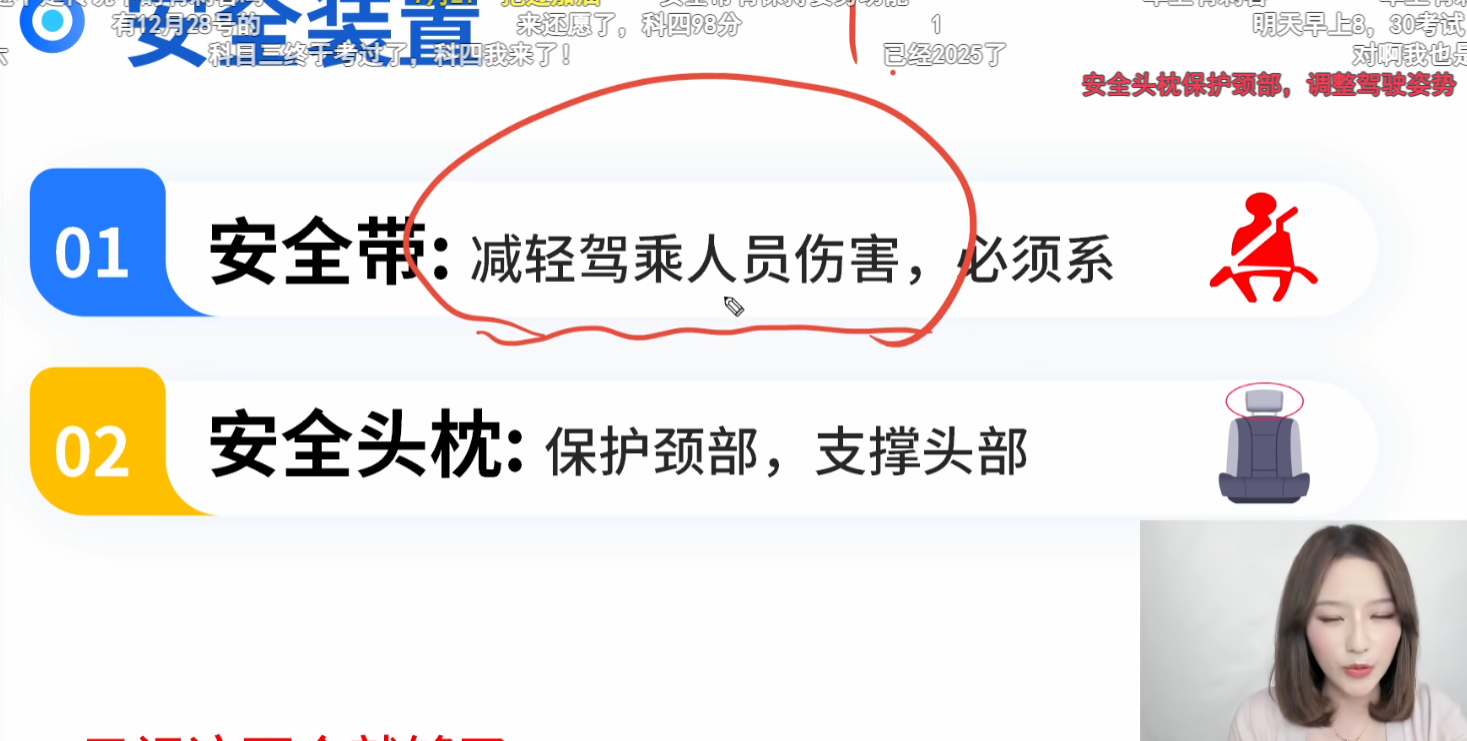 安全装置
有12月28号的
来还愿了，科四98分
1
明天早上8，30考试
科目三终于考过了，科四我来了！
已经2025了
对啊我也是
安全头枕保护颈部，调整驾驶姿势
01
安全带：减轻驾乘人员伤害，必须系
02
安全头枕：保护颈部，支撑头部